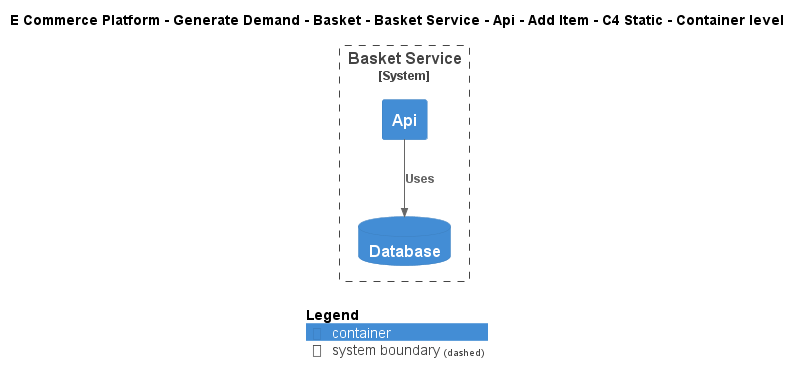 E Commerce Platform - Generate Demand - Basket - Basket Service - Api - Add Item - C4 Static - Container level
Basket Service
[System]
Api
Uses
Database
Legend
container
system boundary (dashed)